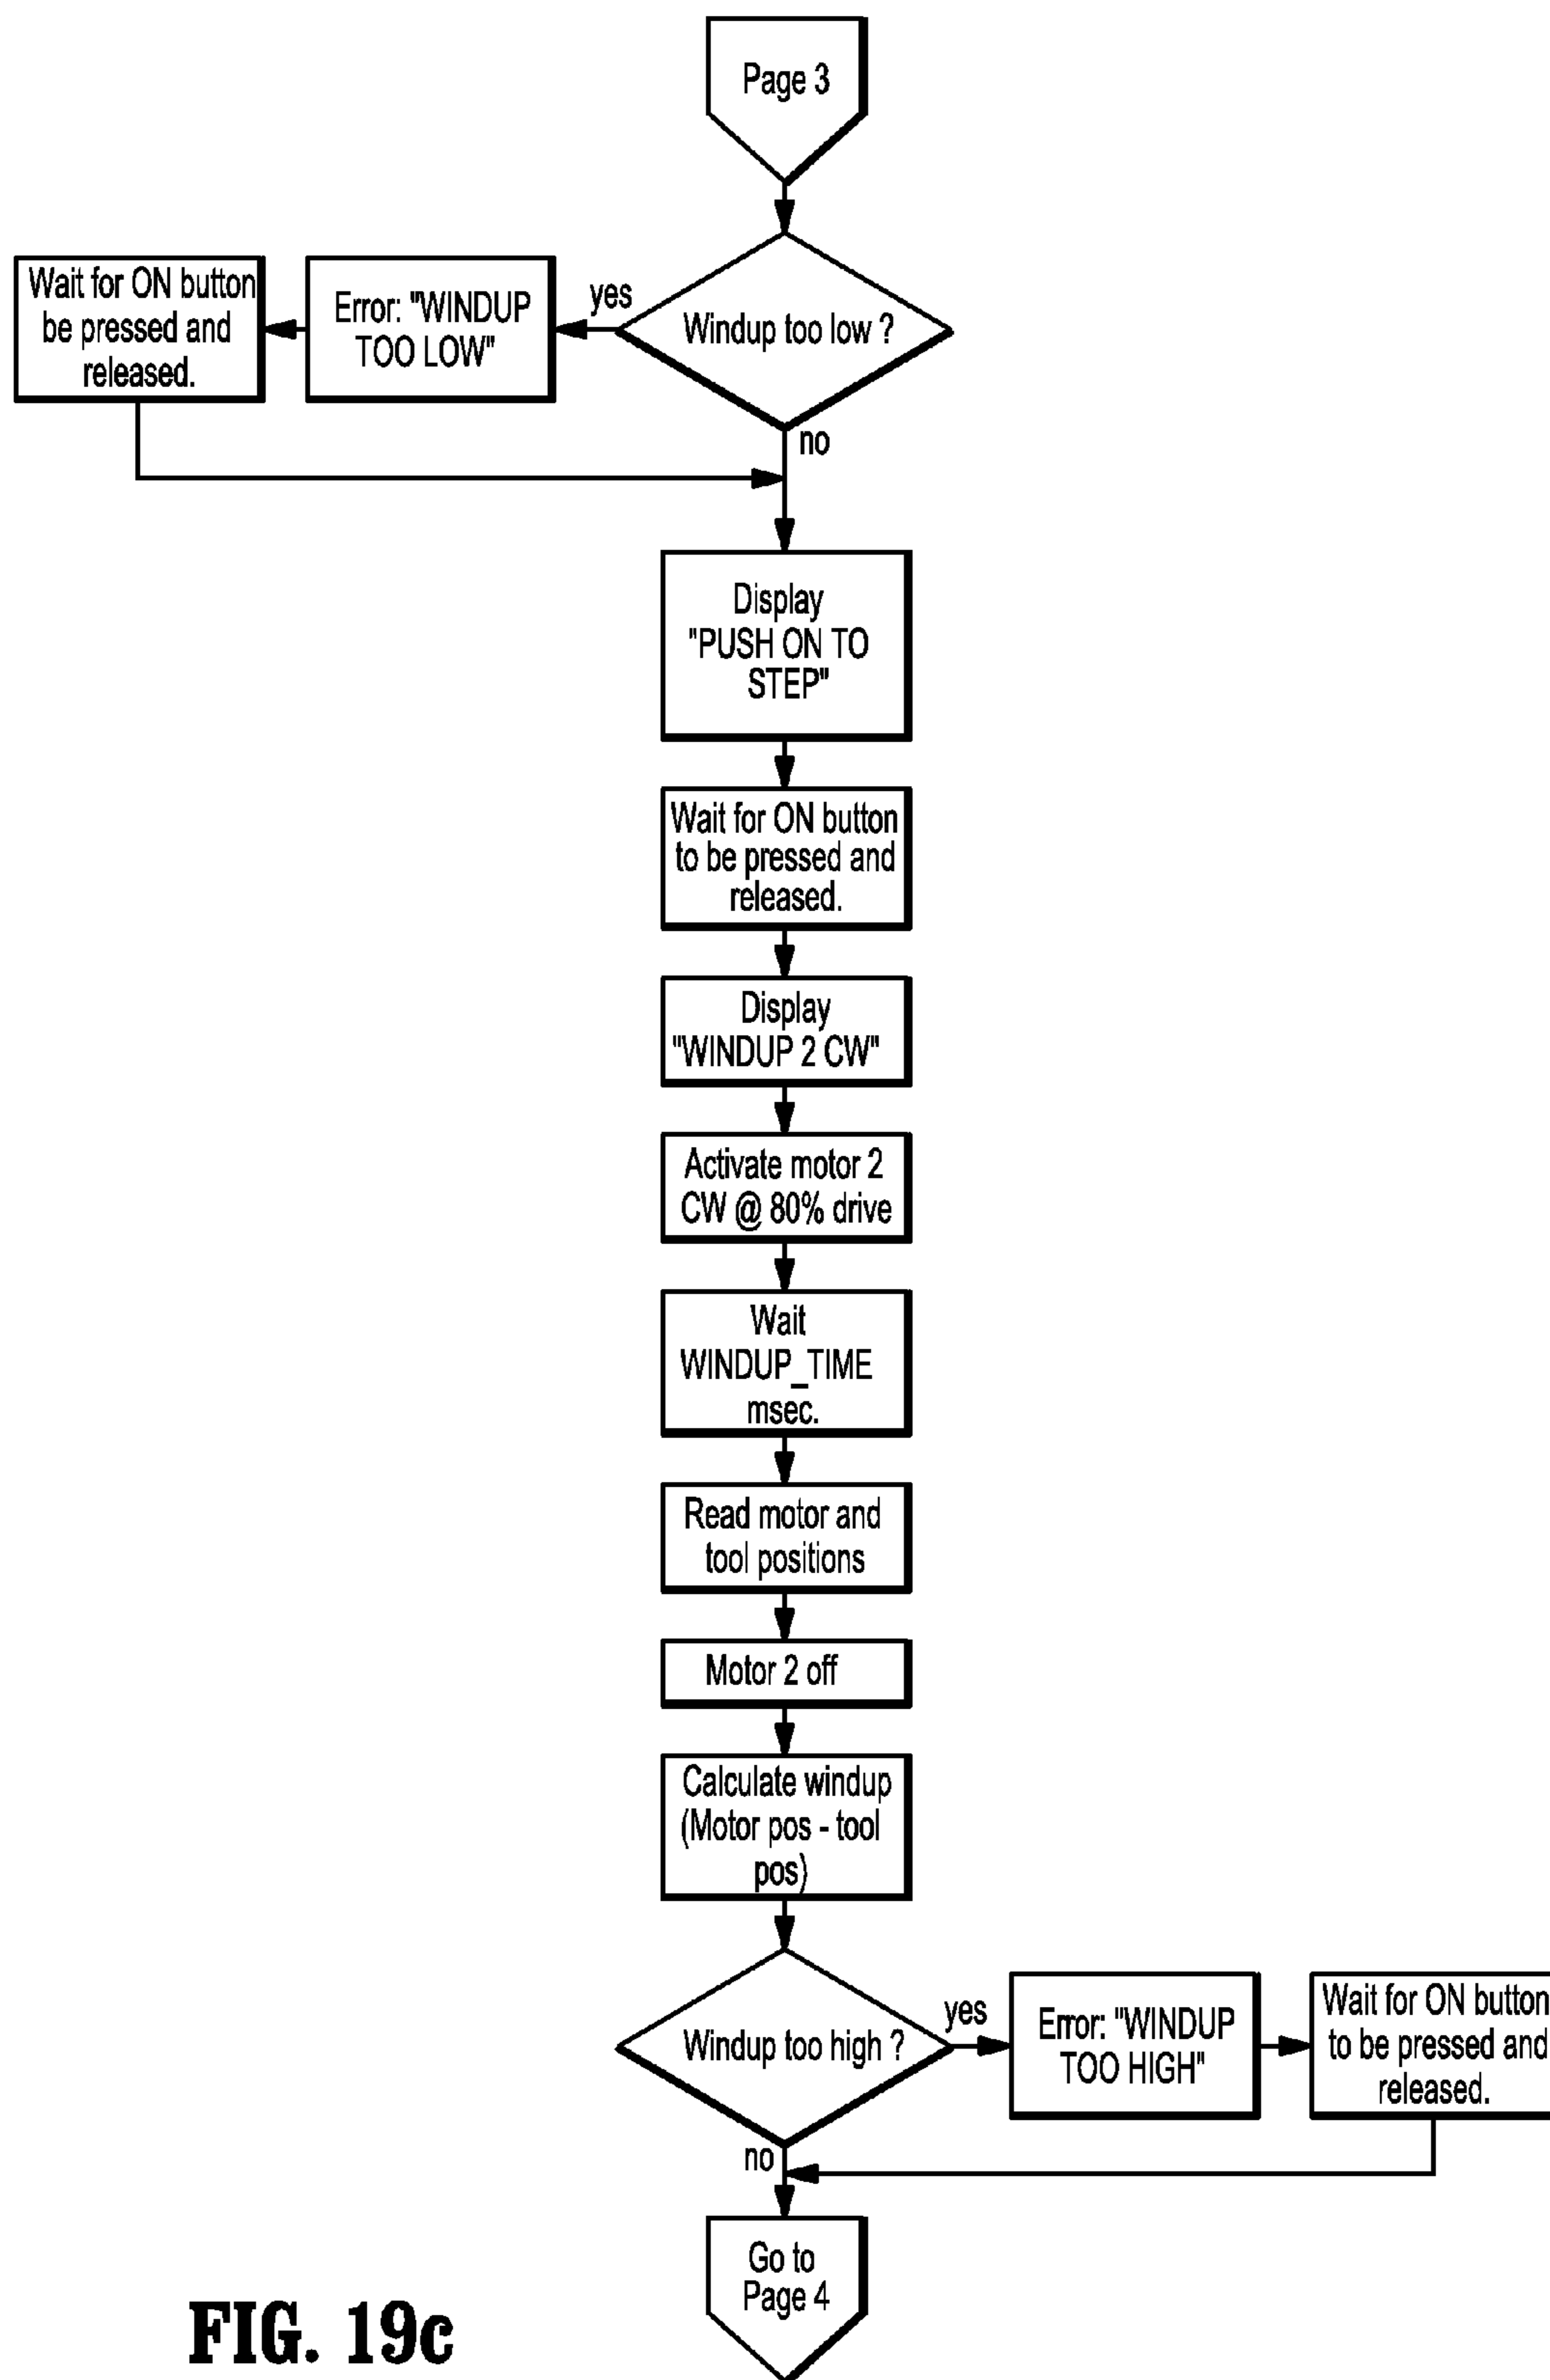 Page 3
Windup too low ?
yes
Error: "WINDUP
TOO LOW"
Wait for ON button
be pressed and
released.
no
Display
"PUSH ON TO
STEP"
Wait for ON button
to be pressed and
released.
Display
"WINDUP 2 CW"
Activate motor 2
CW @ 80% drive
Wait
WINDUP_TIME
msec.
Read motor and
tool positions
Motor 2 off
Calculate windup
(Motor pos - tool
pos)
Windup too high ?
yes
Error: "WINDUP
TOO HIGH"
Wait for ON button
to be pressed and
released.
no
Go to
Page 4
FIG. 19c